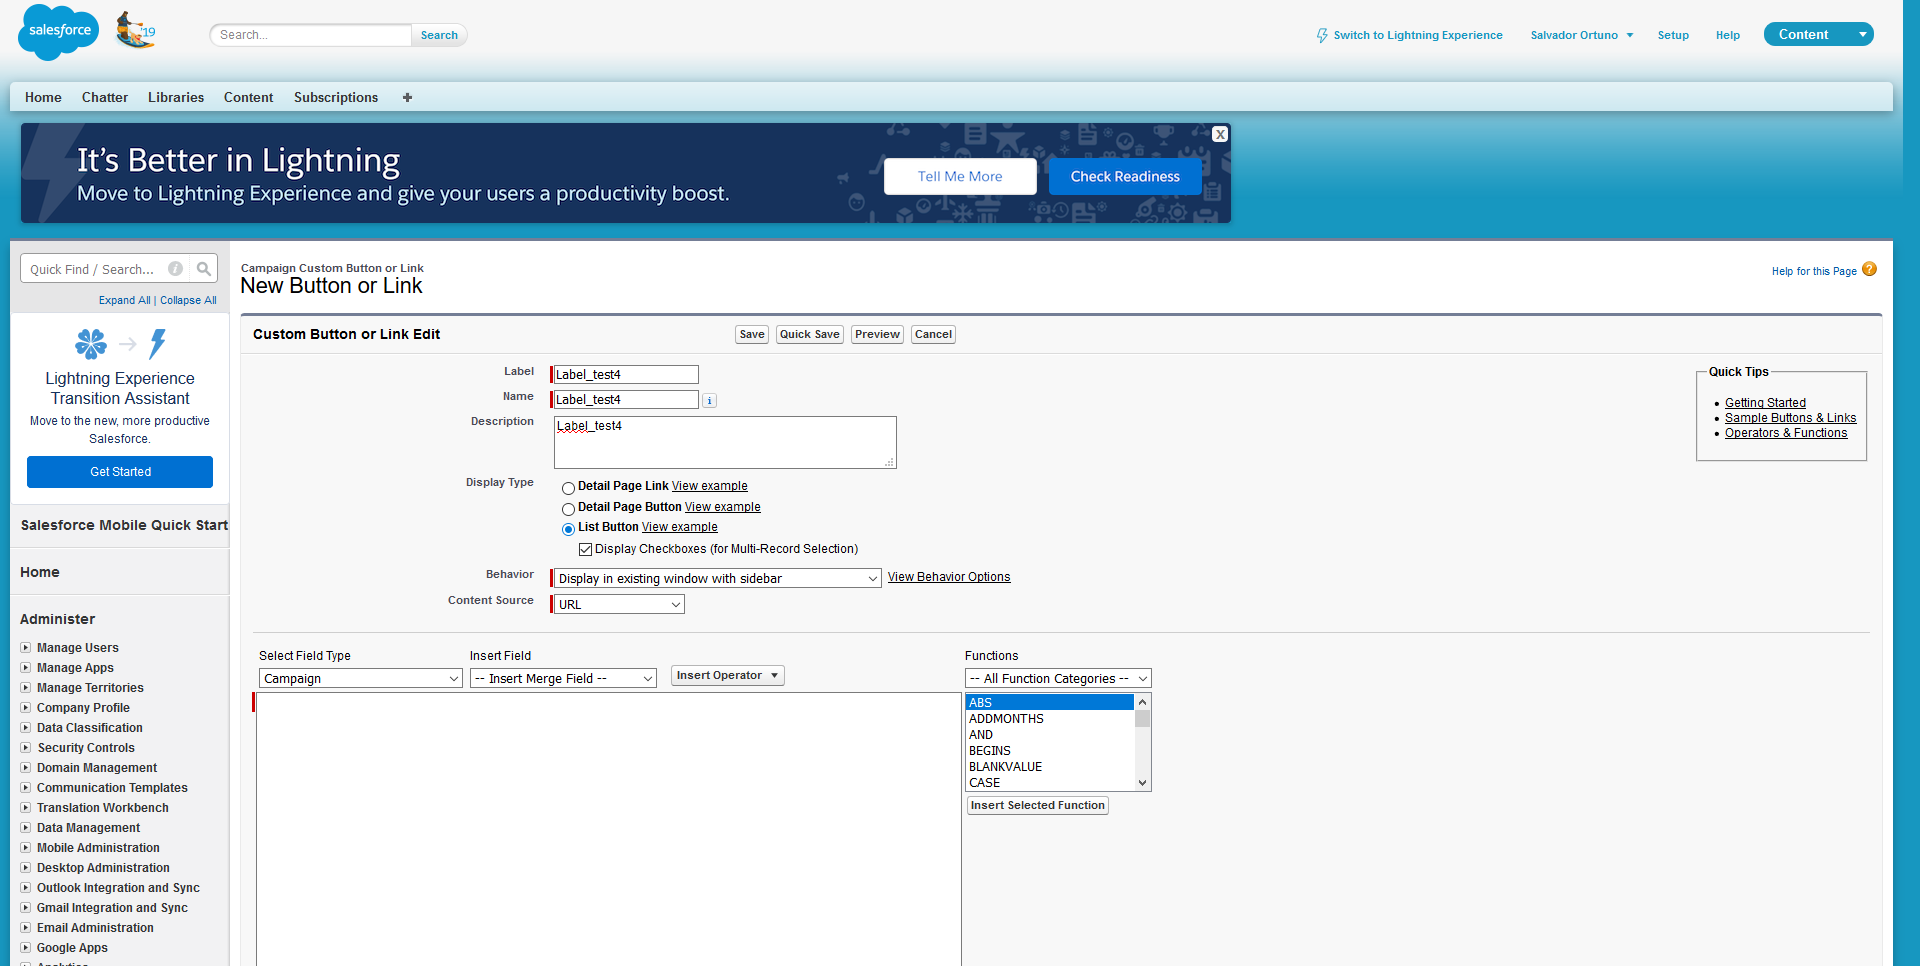 salesforce
'19
Search...
Search
Switch to Lightning Experience
Salvador Ortuno
Setup
Help
Content
Home
Chatter
Libraries
Content
Subscriptions
+
It's Better in Lightning
Move to Lightning Experience and give your users a productivity boost.
Tell Me More
Check Readiness
X
Quick Find / Search...
i
Expand All | Collapse All
Lightning Experience
Transition Assistant
Move to the new, more productive
Salesforce.
Get Started
Salesforce Mobile Quick Start
Home
Administer
Manage Users
Manage Apps
Manage Territories
Company Profile
Data Classification
Security Controls
Domain Management
Communication Templates
Translation Workbench
Data Management
Mobile Administration
Desktop Administration
Outlook Integration and Sync
Gmail Integration and Sync
Email Administration
Google Apps
Campaign Custom Button or Link
New Button or Link
Help for this Page ?
Custom Button or Link Edit
Save
Quick Save
Preview
Cancel
Label
Label_test4
Name
Label_test4
i
Description
Label_test4
Display Type
Detail Page Link View example
Detail Page Button View example
List Button View example
Display Checkboxes (for Multi-Record Selection)
Behavior
Display in existing window with sidebar
View Behavior Options
Content Source
URL
Quick Tips
Getting Started
Sample Buttons & Links
Operators & Functions
Select Field Type
Campaign
Insert Field
-- Insert Merge Field --
Insert Operator
Functions
-- All Function Categories --
ABS
ADDMONTHS
AND
BEGINS
BLANKVALUE
CASE
Insert Selected Function